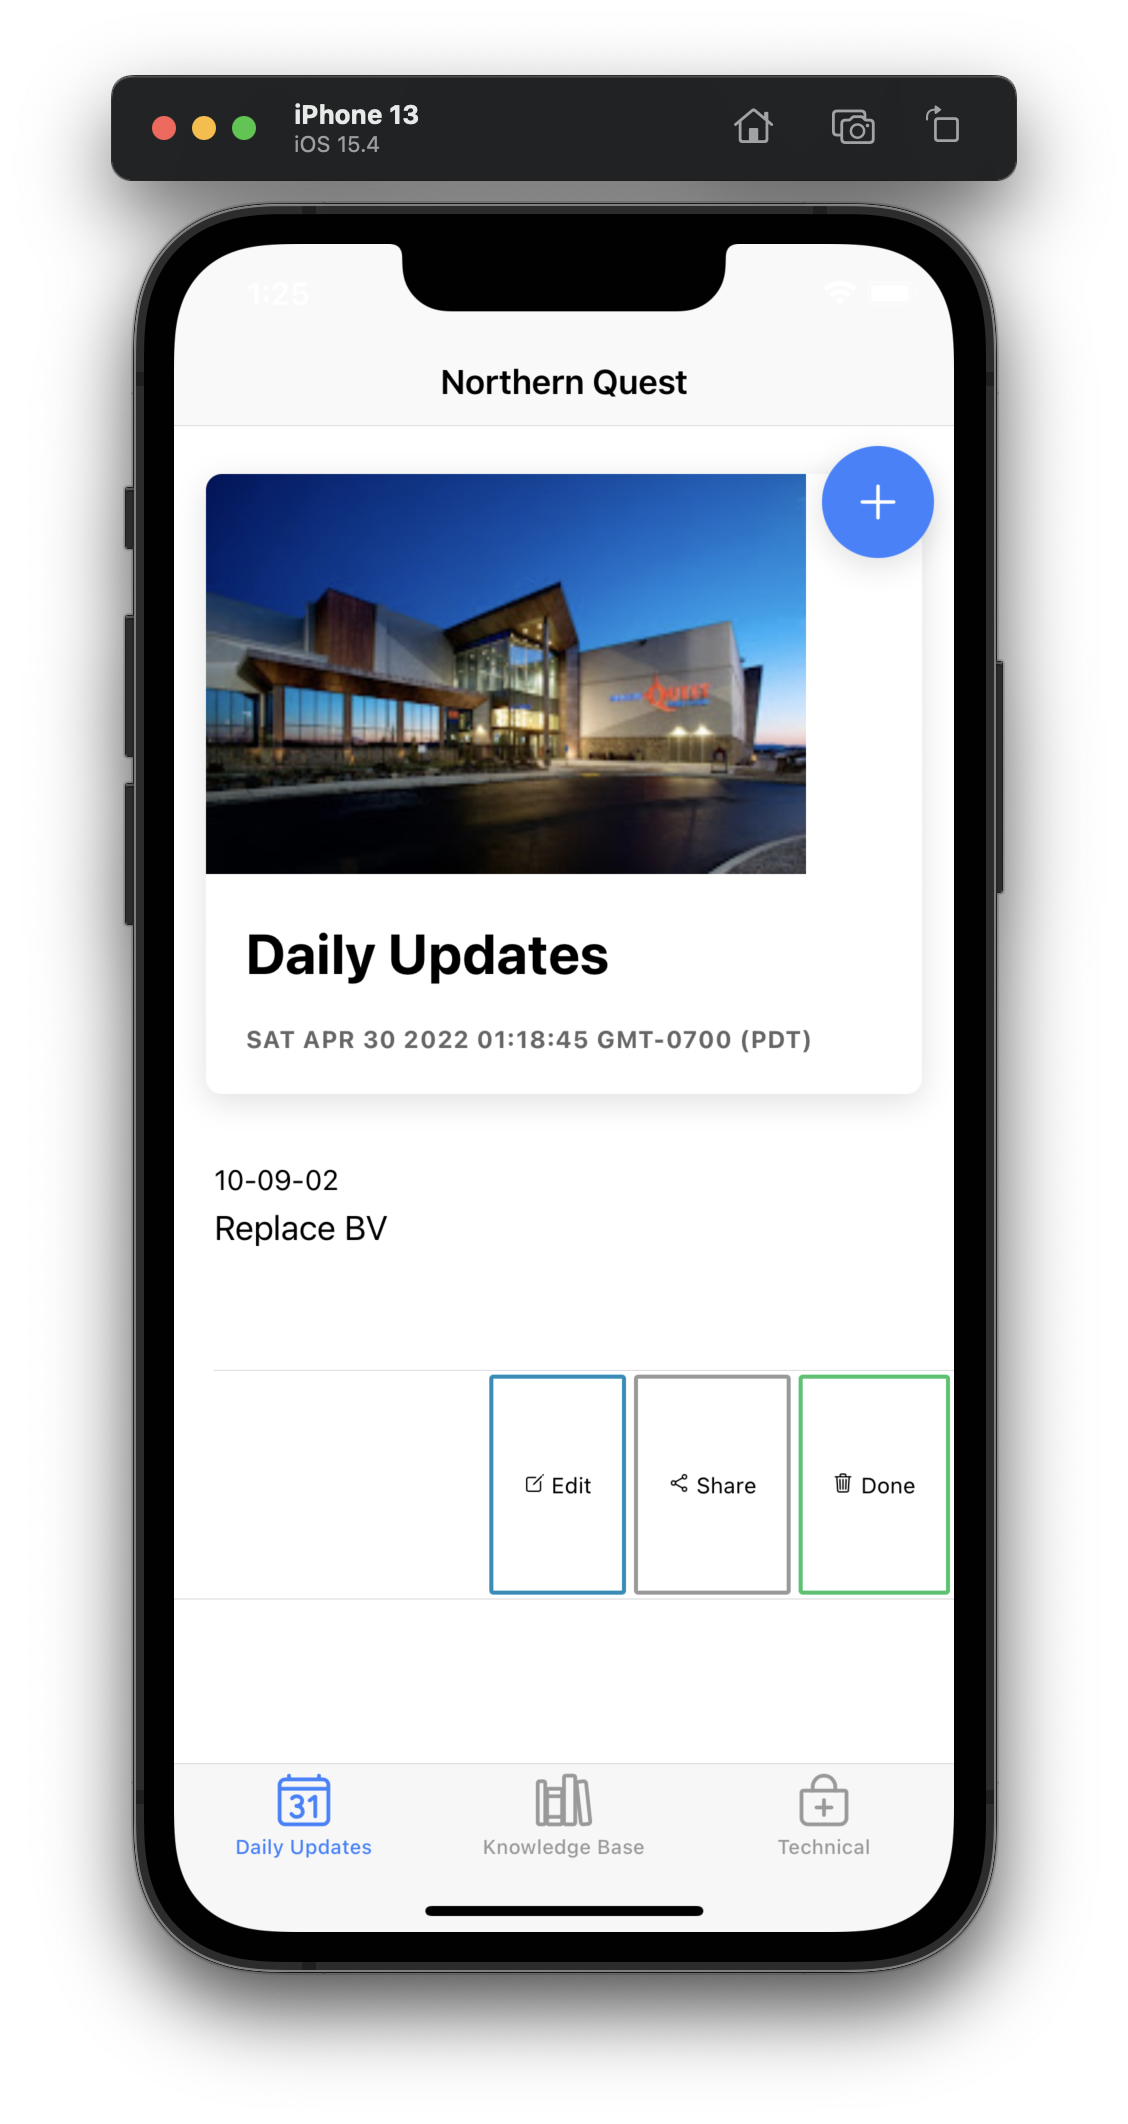 iPhone 13
iOS 15.4
1:25
Northern Quest
QUEST
Daily Updates
SAT APR 30 2022 01:18:45 GMT-0700 (PDT)
10-09-02
Replace BV
Edit
Share
Done
31
Daily Updates
Knowledge Base
Technical